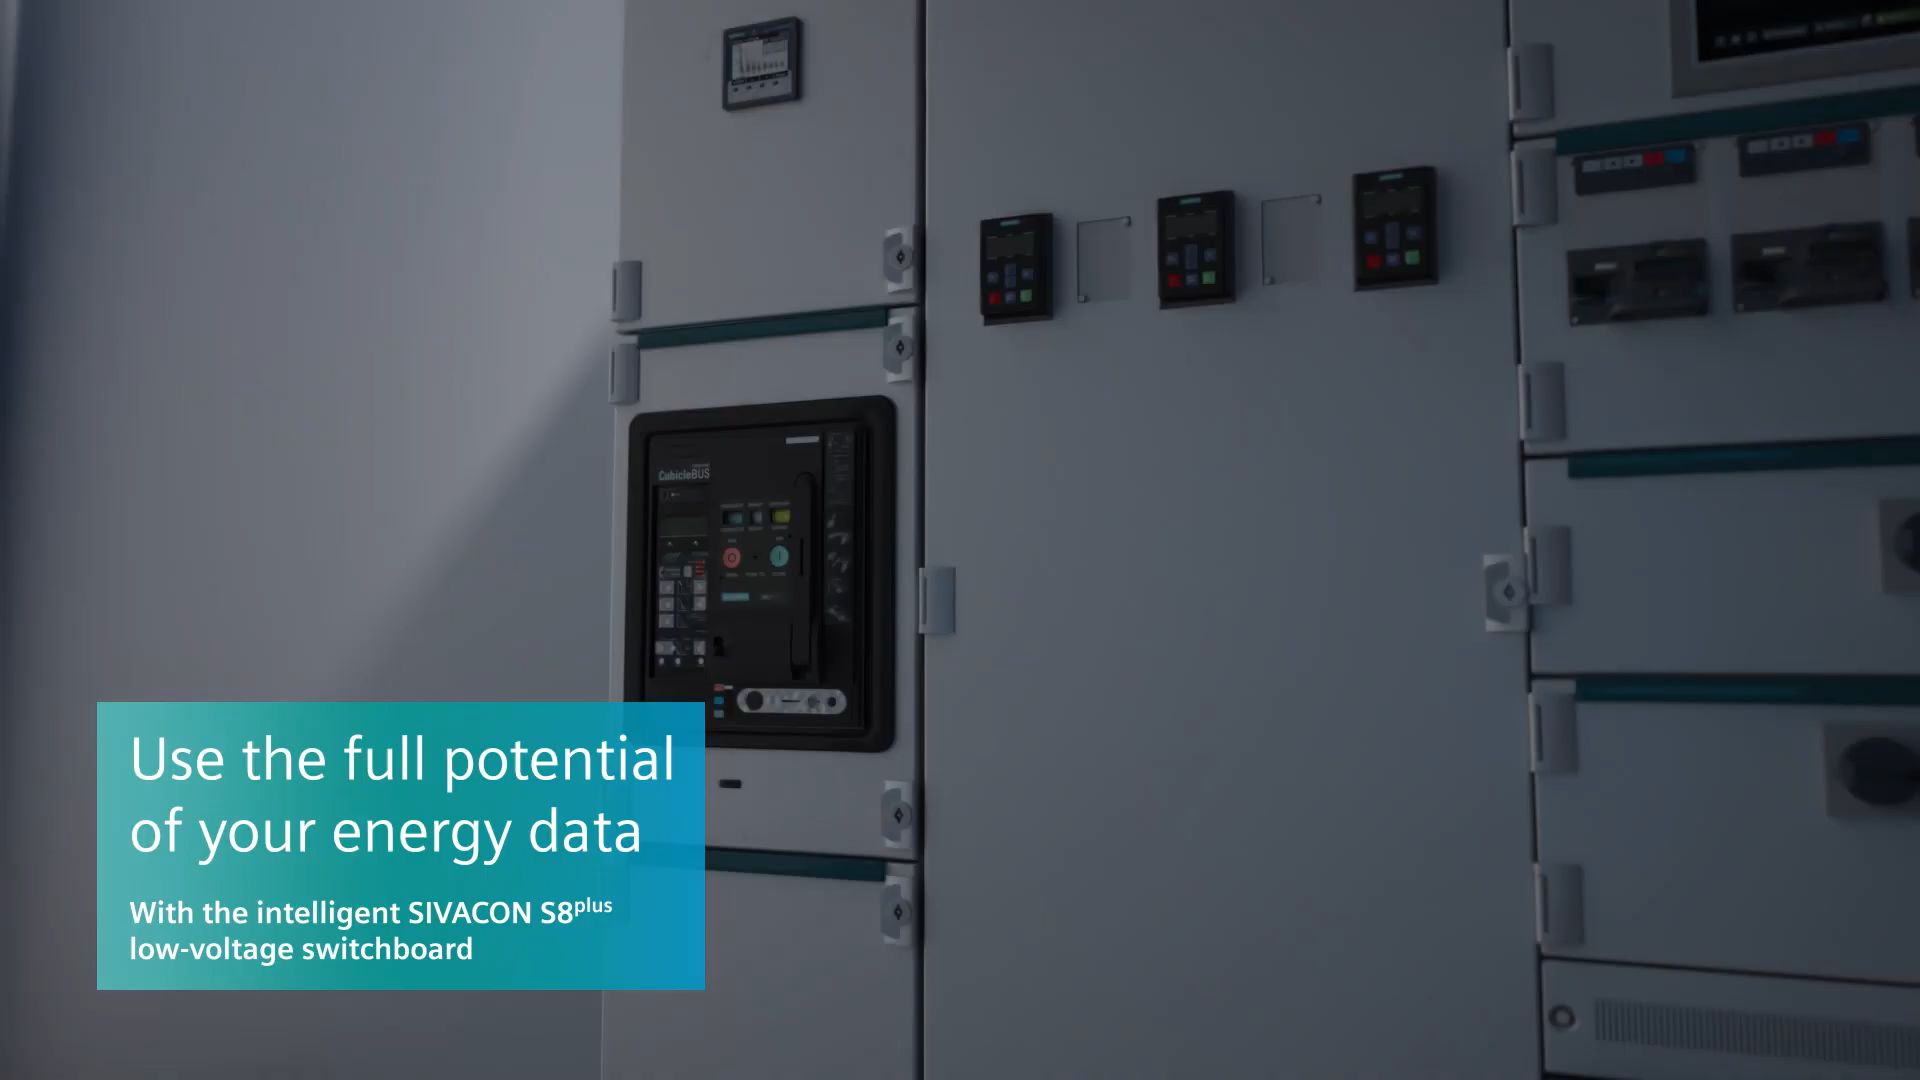 CubicleBUS
Use the full potential
of your energy data
With the intelligent SIVACON S8plus
low-voltage switchboard